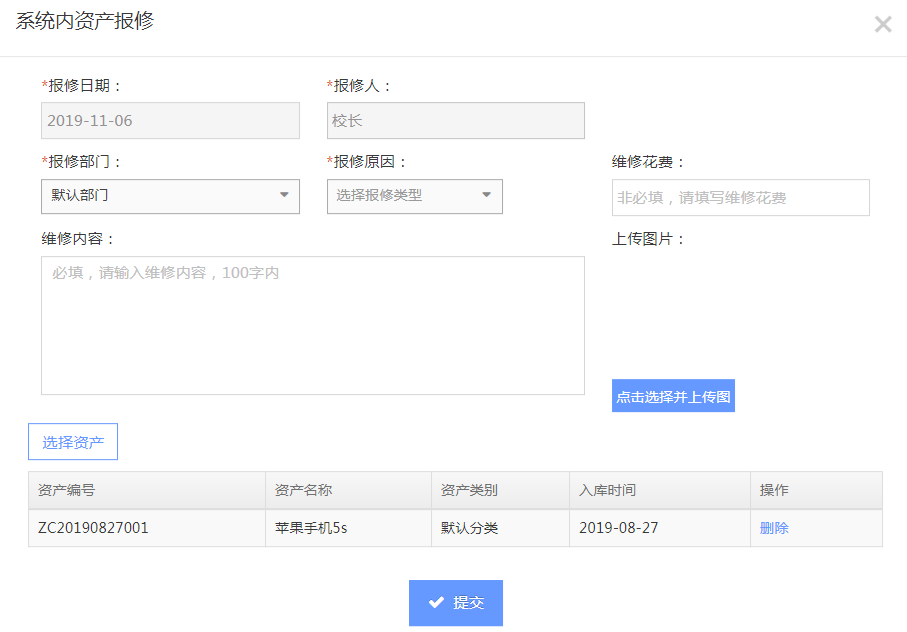 系统内资产报修
*报修日期： *报修人：
2019-11-06 校长
*报修部门： *报修原因： 维修花费：
默认部门 选择报修类型 非必填，请填写维修花费
维修内容： 上传图片：
必填，请输入维修内容，100字内
点击选择并上传图
选择资产
资产编号 资产名称 资产类别 入库时间 操作
ZC20190827001 苹果手机5s 默认分类 2019-08-27 删除
提交